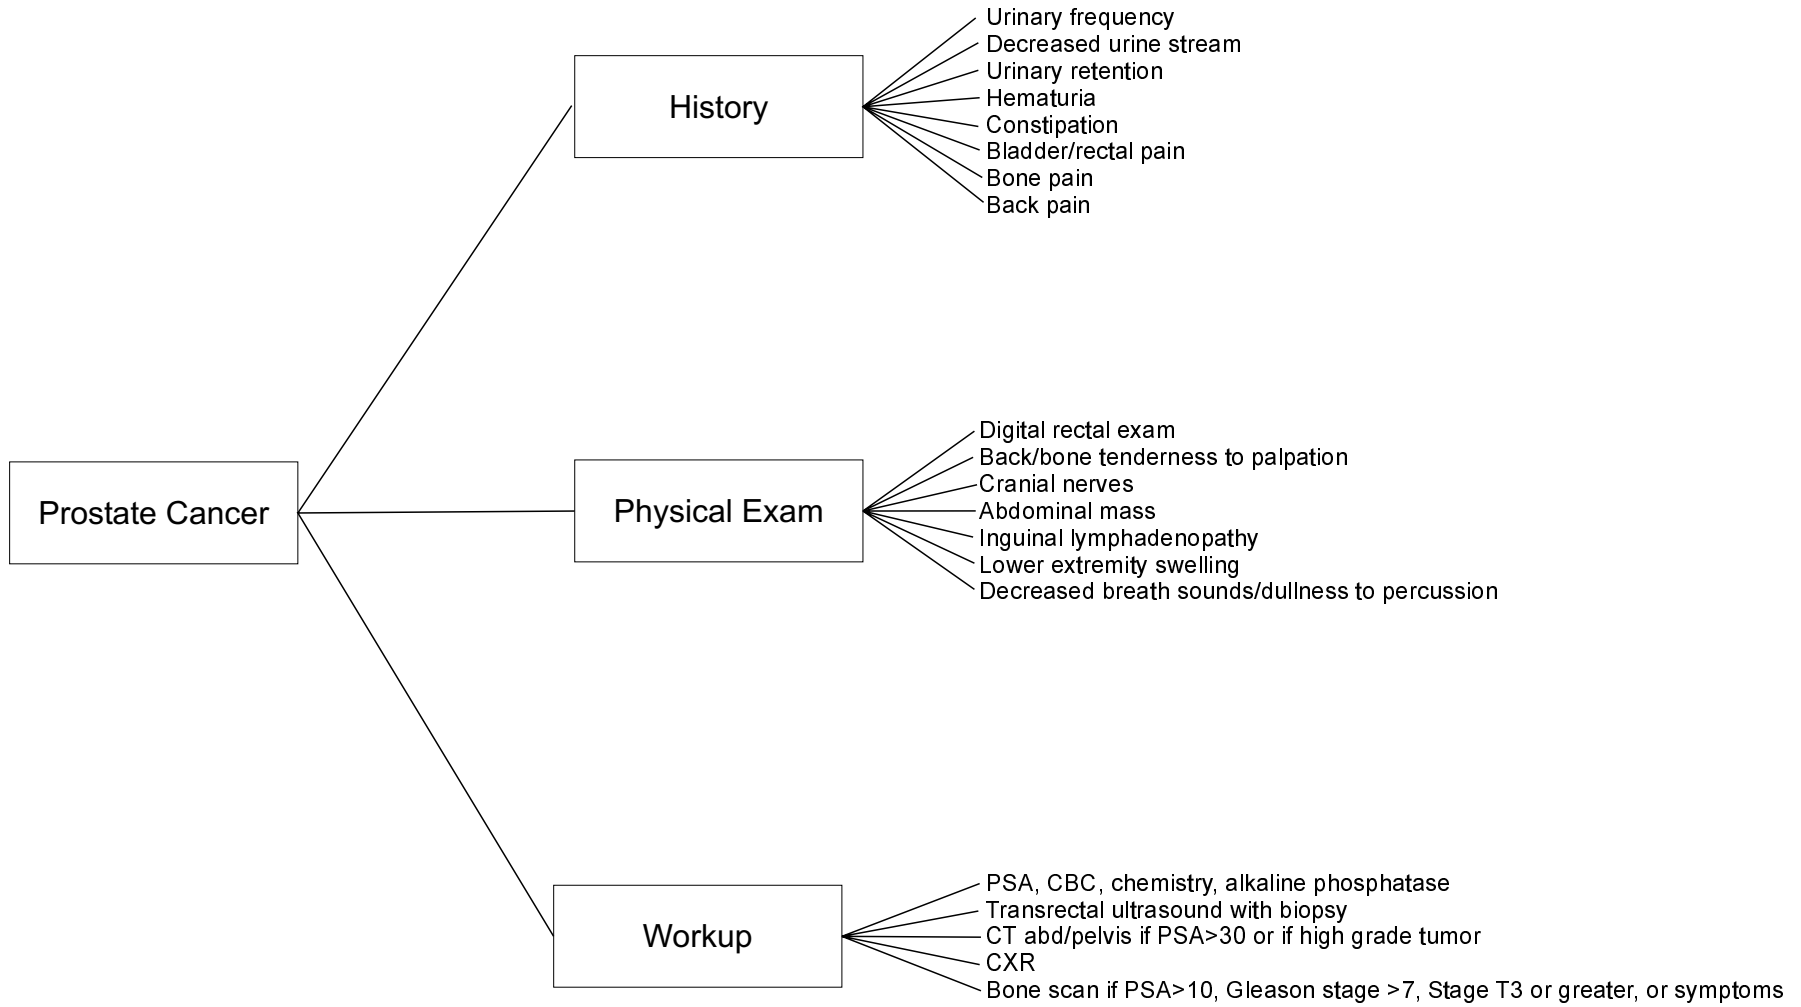 Prostate Cancer
History
Urinary frequency
Decreased urine stream
Urinary retention
Hematuria
Constipation
Bladder/rectal pain
Bone pain
Back pain
Physical Exam
Digital rectal exam
Back/bone tenderness to palpation
Cranial nerves
Abdominal mass
Inguinal lymphadenopathy
Lower extremity swelling
Decreased breath sounds/dullness to percussion
Workup
PSA, CBC, chemistry, alkaline phosphatase
Transrectal ultrasound with biopsy
CT abd/pelvis if PSA>30 or if high grade tumor
CXR
Bone scan if PSA>10, Gleason stage >7, Stage T3 or greater, or symptoms